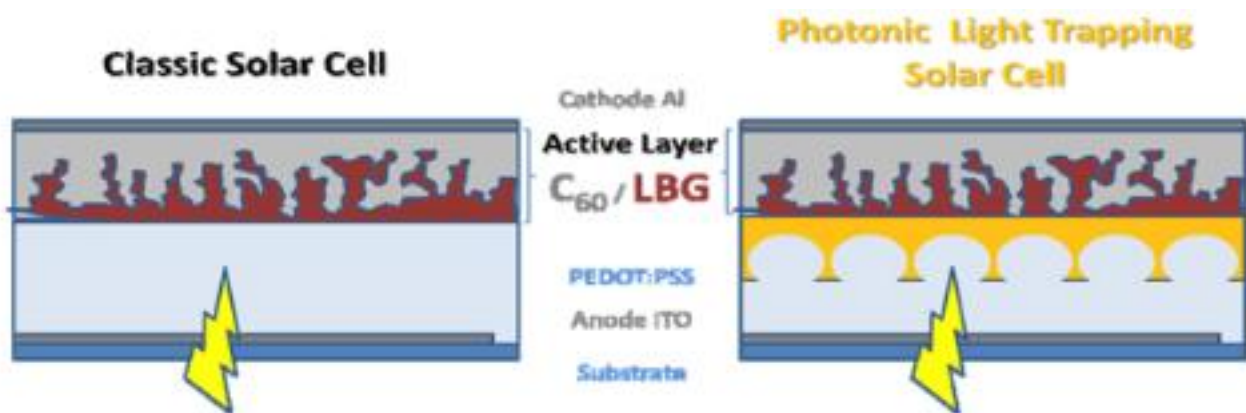 Classic Solar Cell
Photonic Light Trapping
Solar Cell
Cathode Al
Active Layer
C₆₀ / LBG
PEDOT:PSS
Anode ITO
Substrate